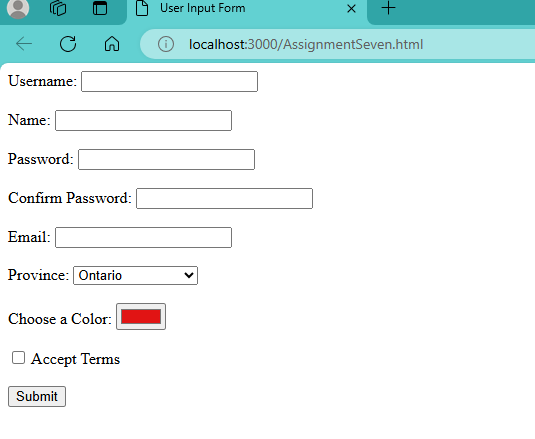 User Input Form
localhost:3000/AssignmentSeven.html
Username:
Name:
Password:
Confirm Password:
Email:
Province: Ontario
Choose a Color:
Accept Terms
Submit